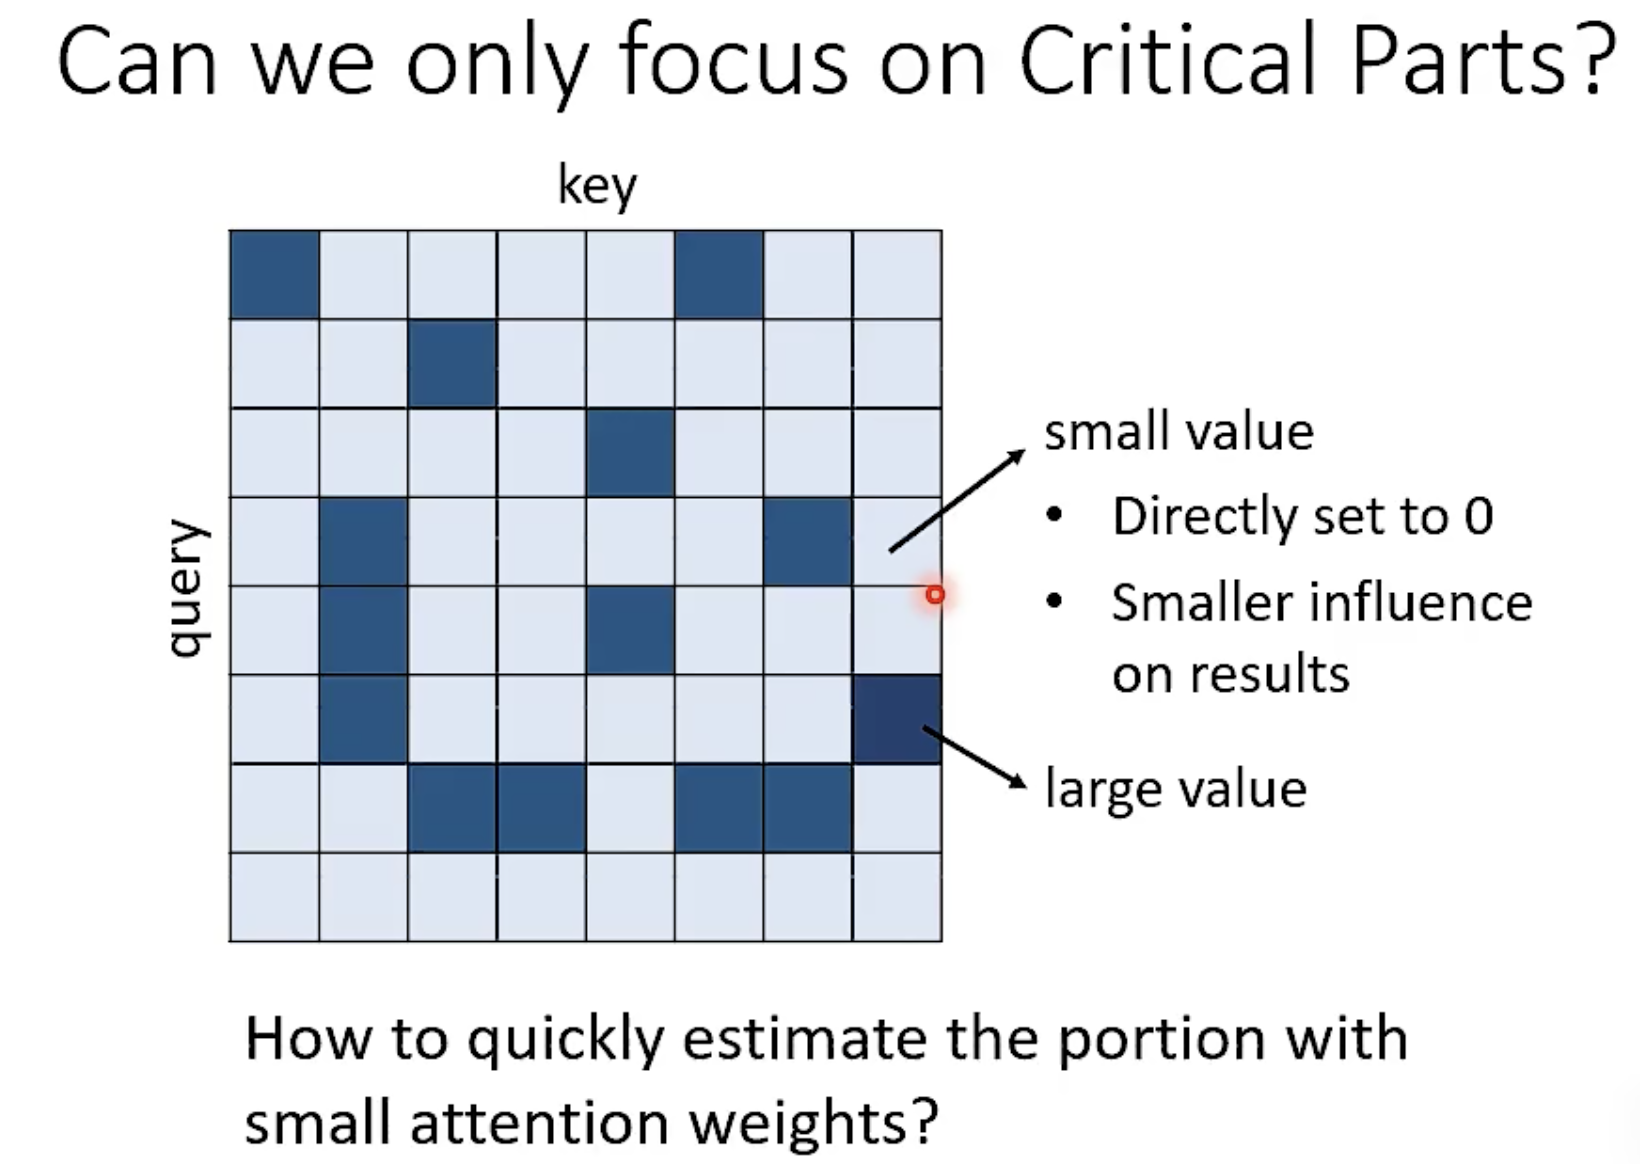 Can we only focus on Critical Parts?
key
query
small value
• Directly set to 0
• Smaller influence
on results
large value
How to quickly estimate the portion with
small attention weights?